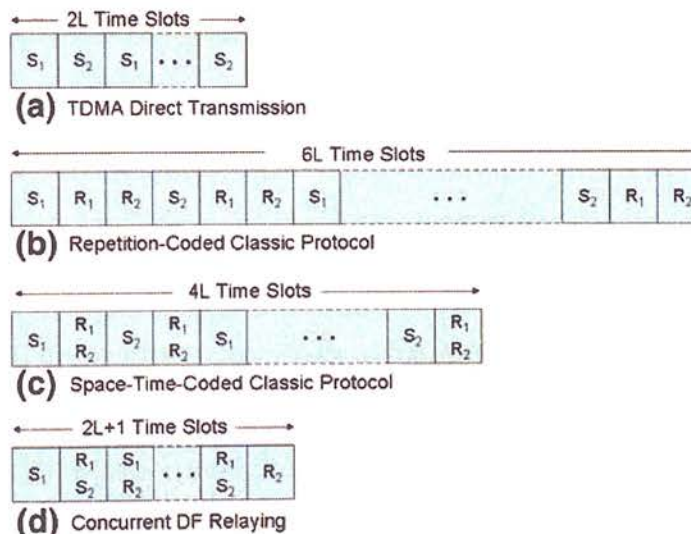 2L Time Slots
S₁ S₂ S₁ ••• S₂
(a) TDMA Direct Transmission
6L Time Slots
S₁ R₁ R₂ S₂ R₁ R₂ S₁ ••• S₂ R₁ R₂
(b) Repetition-Coded Classic Protocol
4L Time Slots
R₁ R₁ R₁
S₁ S₂ S₁ ••• S₂
R₂ R₂ R₂
(c) Space-Time-Coded Classic Protocol
2L+1 Time Slots
R₁ S₁ R₁
S₁ ••• R₂
S₂ R₂ S₂
(d) Concurrent DF Relaying